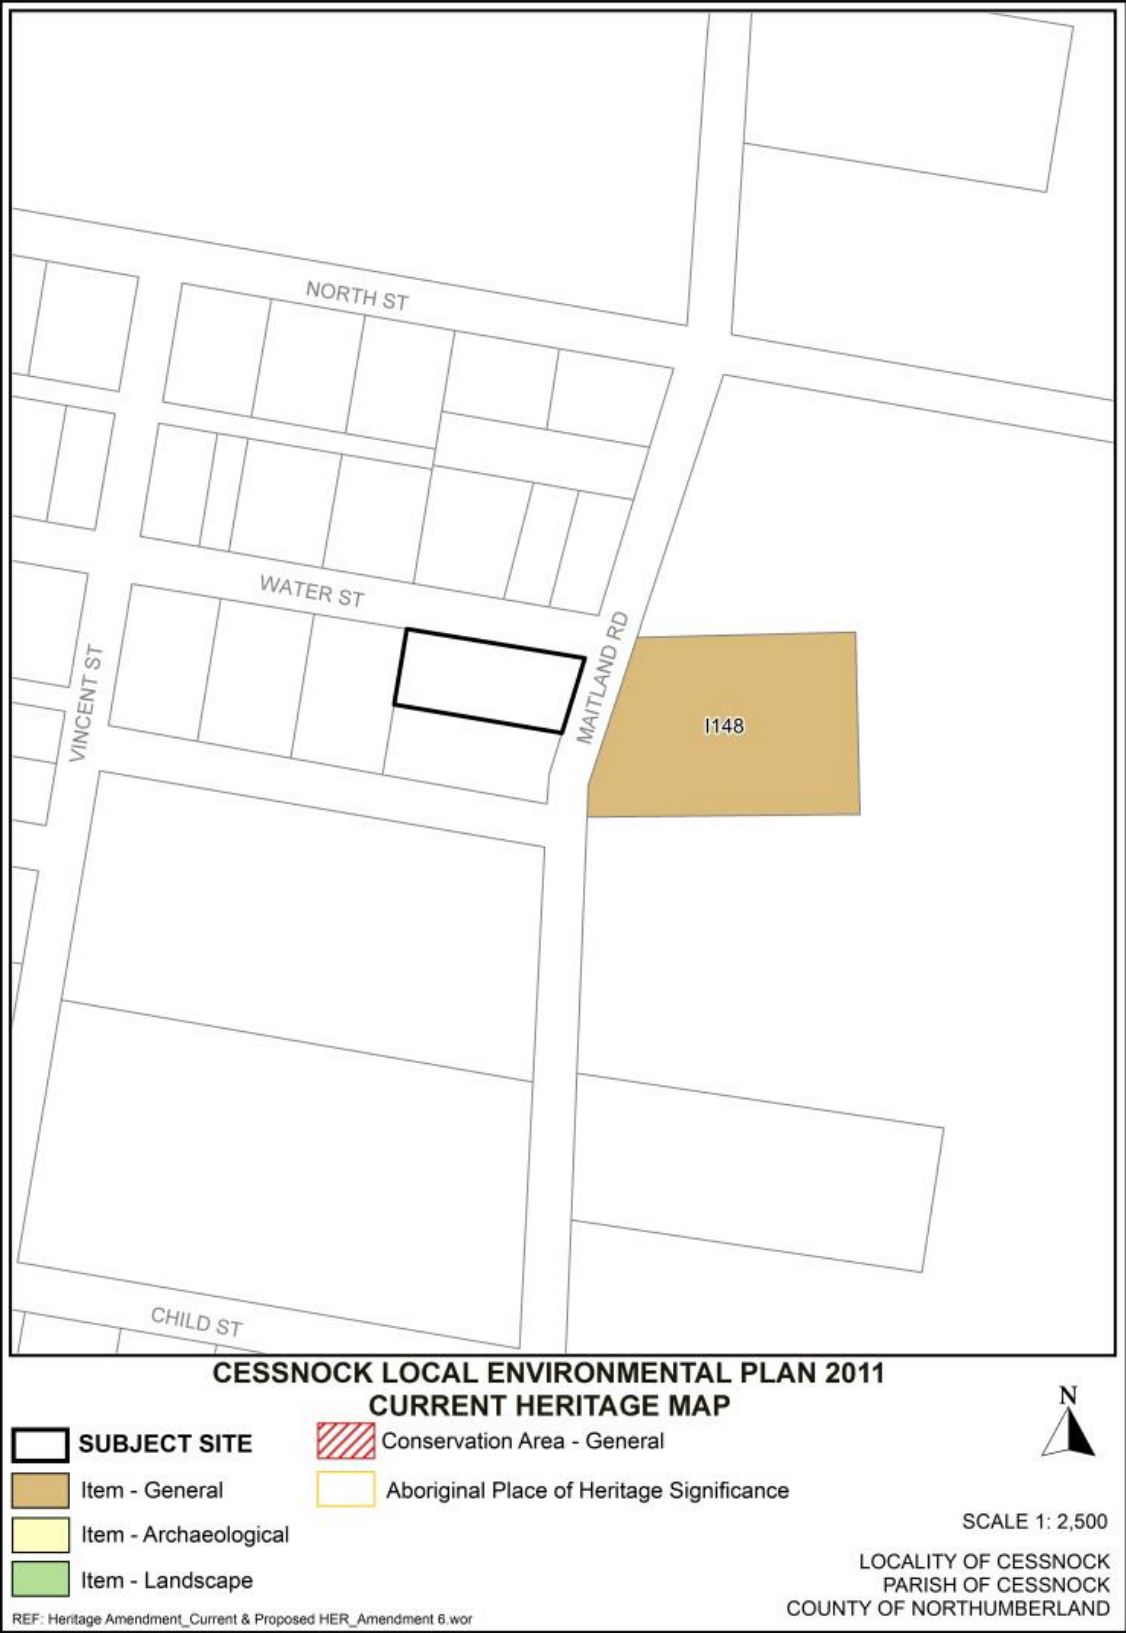 NORTH ST
WATER ST
VINCENT ST
MAITLAND RD
I148
CHILD ST
CESSNOCK LOCAL ENVIRONMENTAL PLAN 2011
CURRENT HERITAGE MAP
N
SUBJECT SITE
Conservation Area - General
Item - General
Aboriginal Place of Heritage Significance
Item - Archaeological
Item - Landscape
SCALE 1: 2,500
LOCALITY OF CESSNOCK
PARISH OF CESSNOCK
COUNTY OF NORTHUMBERLAND
REF: Heritage Amendment_Current & Proposed HER_Amendment 6.wor